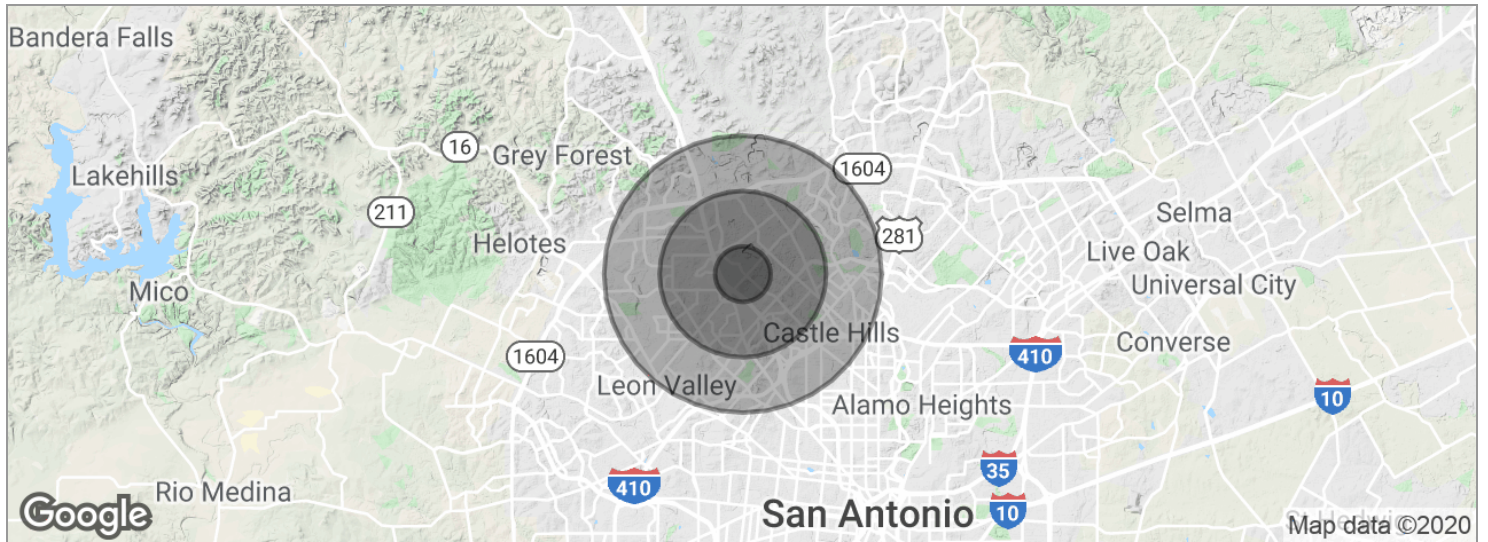 Bandera Falls
16
Grey Forest
1604
Lakehills
211
Selma
281
Helotes
Live Oak
Universal City
Mico
Castle Hills
Converse
1604
410
Leon Valley
10
Alamo Heights
35
410
Rio Medina
10
San Antonio
Google
Map data ©2020